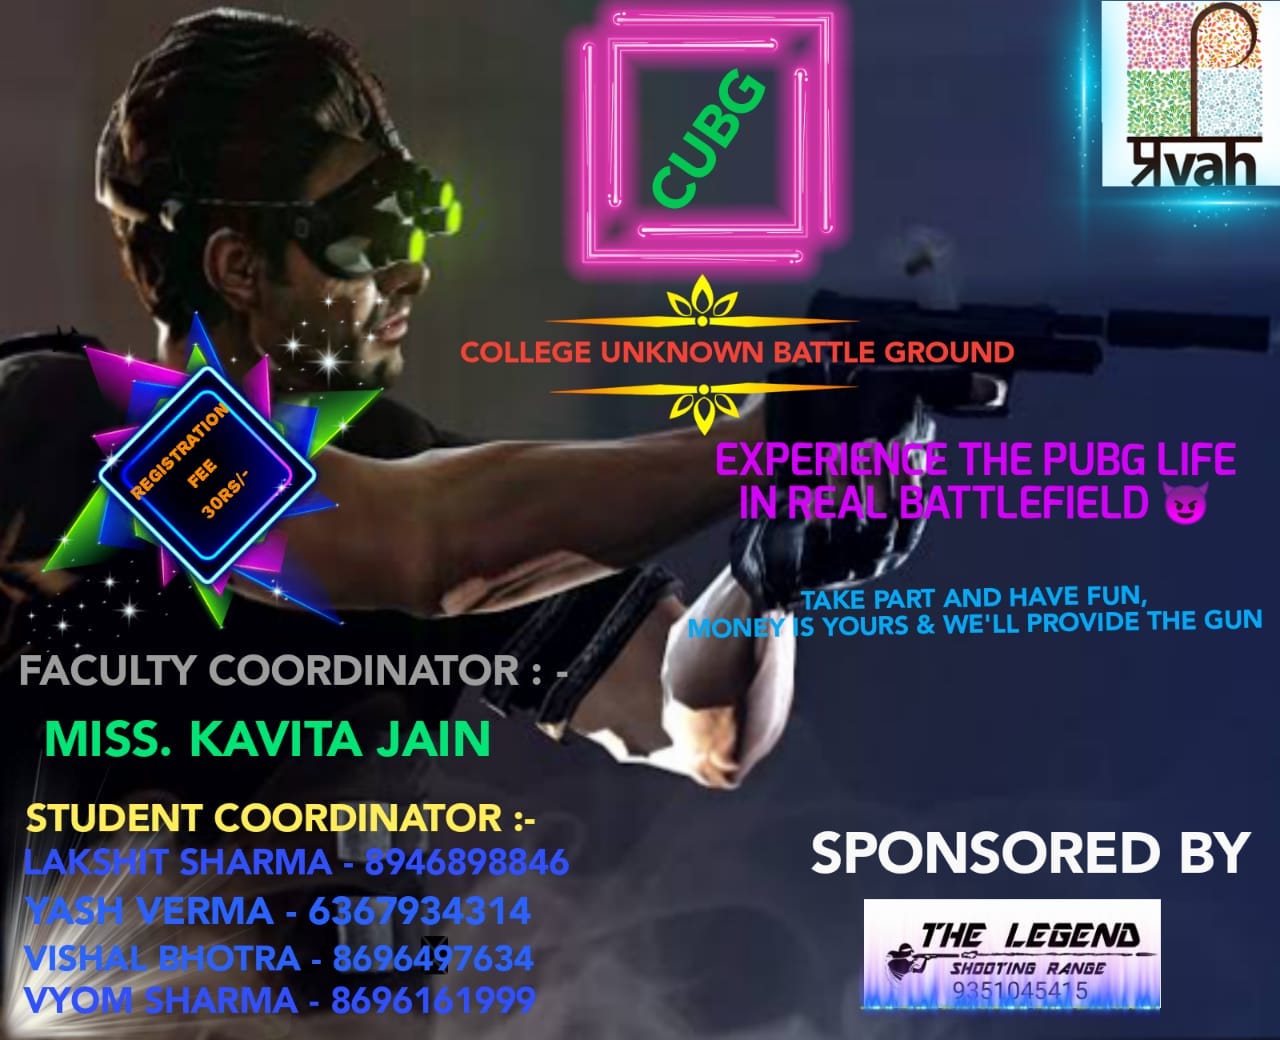 CUBG
प्रvah
COLLEGE UNKNOWN BATTLE GROUND
REGISTRATION
FEE
30RS/-
EXPERIENCE THE PUBG LIFE
IN REAL BATTLEFIELD 😈
TAKE PART AND HAVE FUN,
MONEY IS YOURS & WE'LL PROVIDE THE GUN
FACULTY COORDINATOR : -
MISS. KAVITA JAIN
STUDENT COORDINATOR :-
LAKSHIT SHARMA - 8946898846
YASH VERMA - 6367934314
VISHAL BHOTRA - 8696497634
VYOM SHARMA - 8696161999
SPONSORED BY
THE LEGEND
SHOOTING RANGE
9351045415